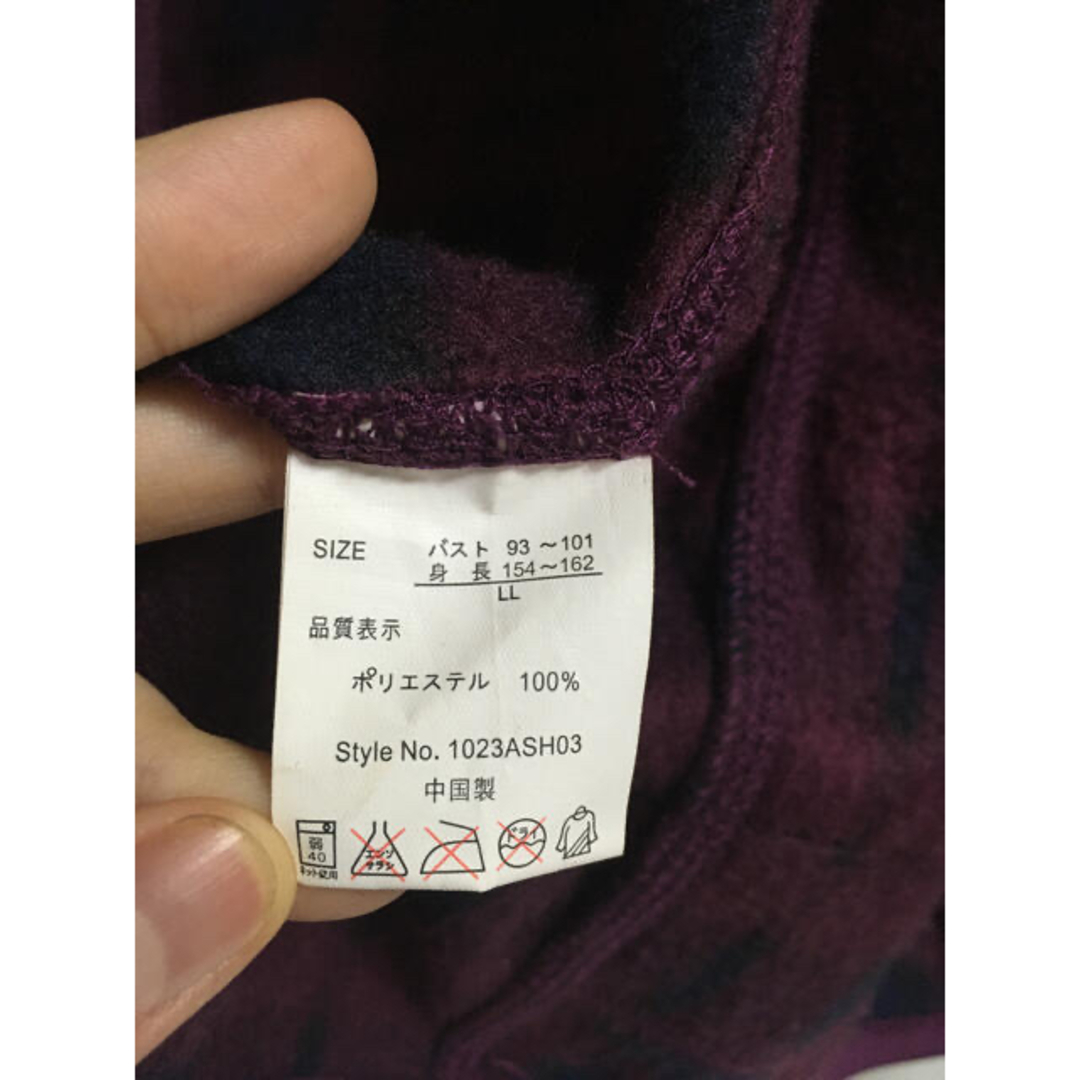 SIZE バスト 93 ～101
身 長 154～162
LL
品質表示
ポリエステル 100%
Style No. 1023ASH03
中国製
弱
40
ネット使用
エンソ
サラシ
ドライ